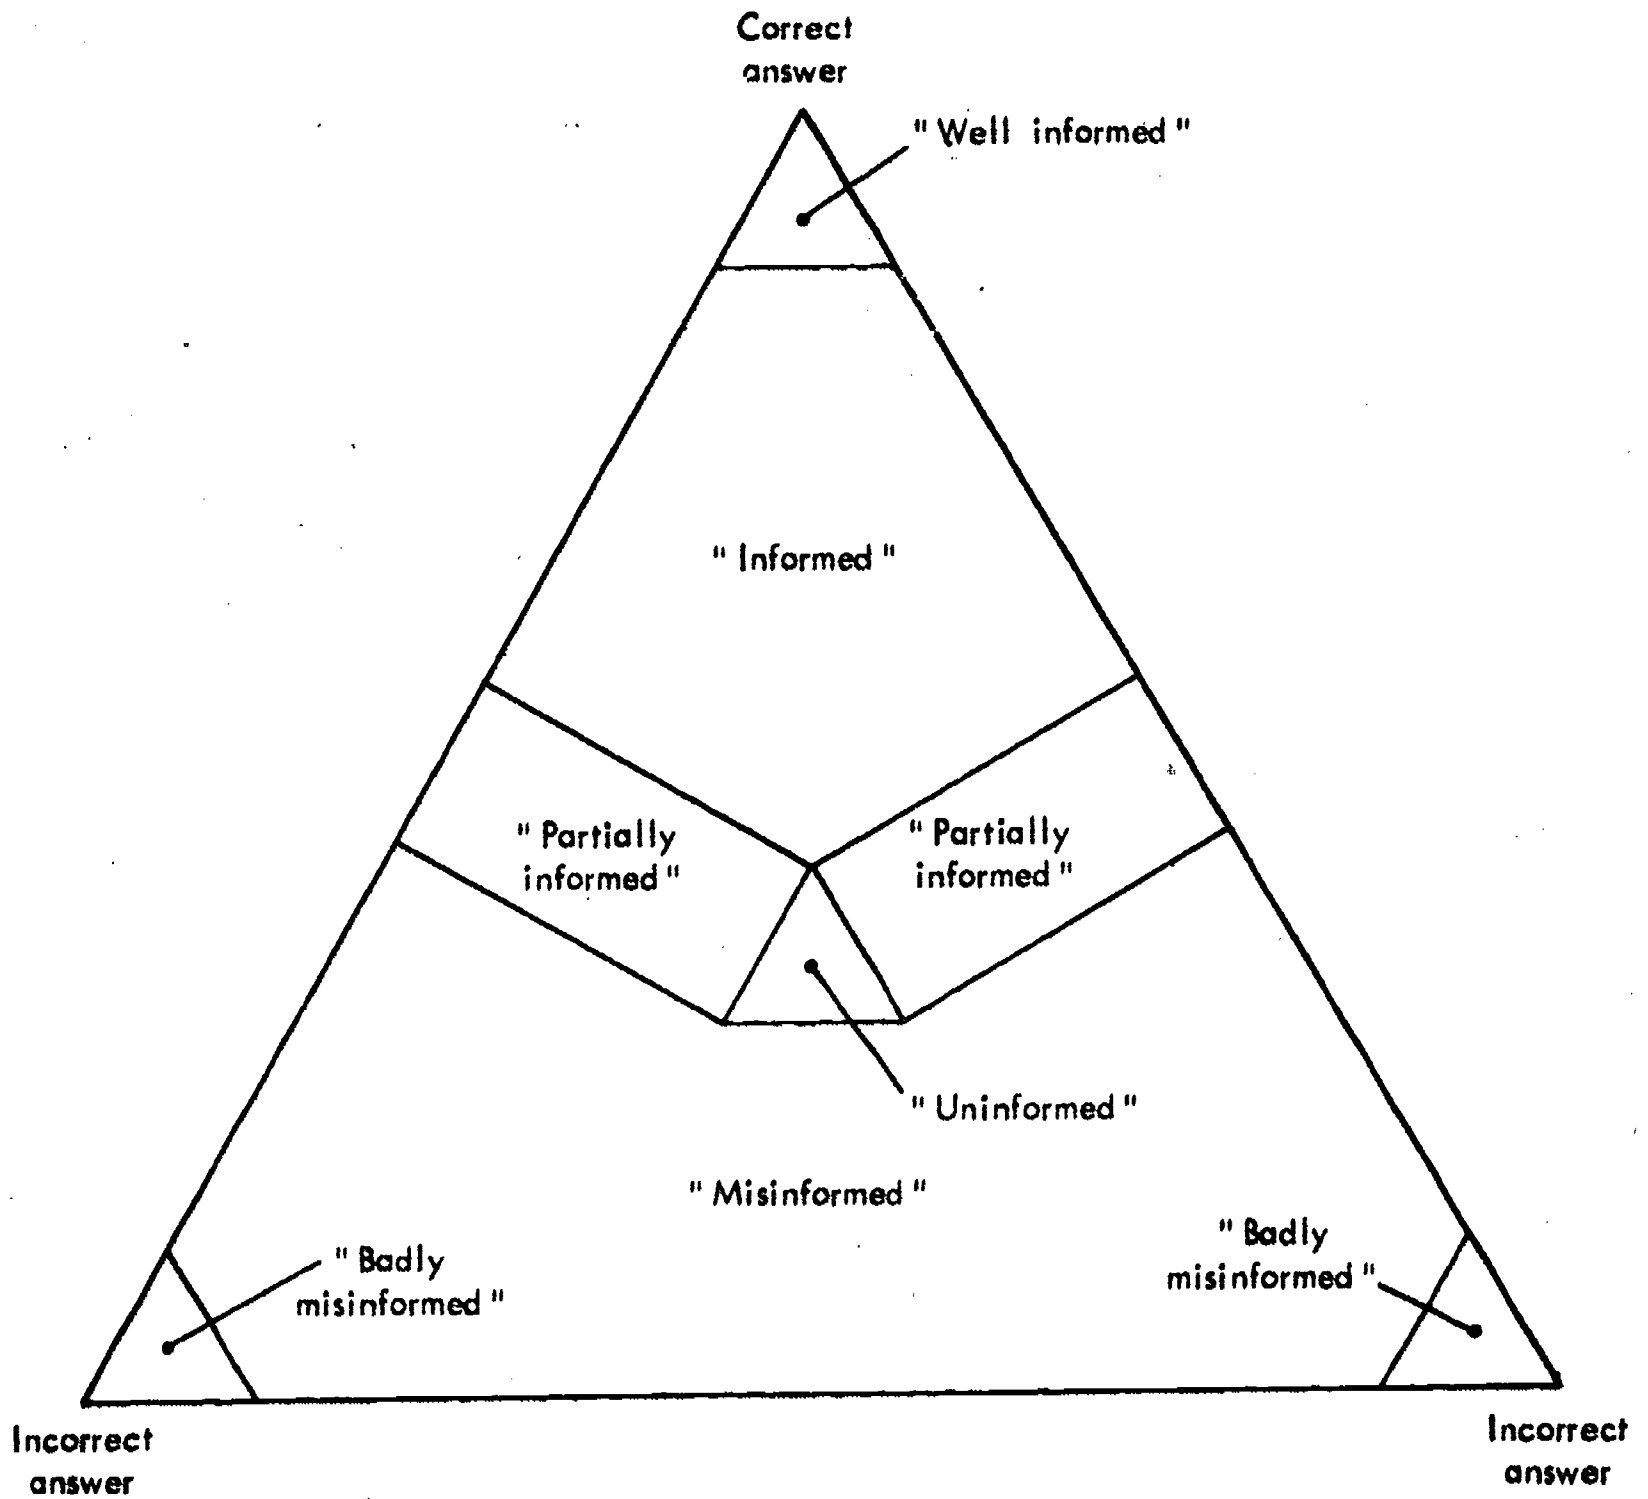 Correct
answer
"Well informed"
"Informed"
"Partially
informed"
"Partially
informed"
"Uninformed"
"Misinformed"
"Badly
misinformed"
"Badly
misinformed"
Incorrect
answer
Incorrect
answer